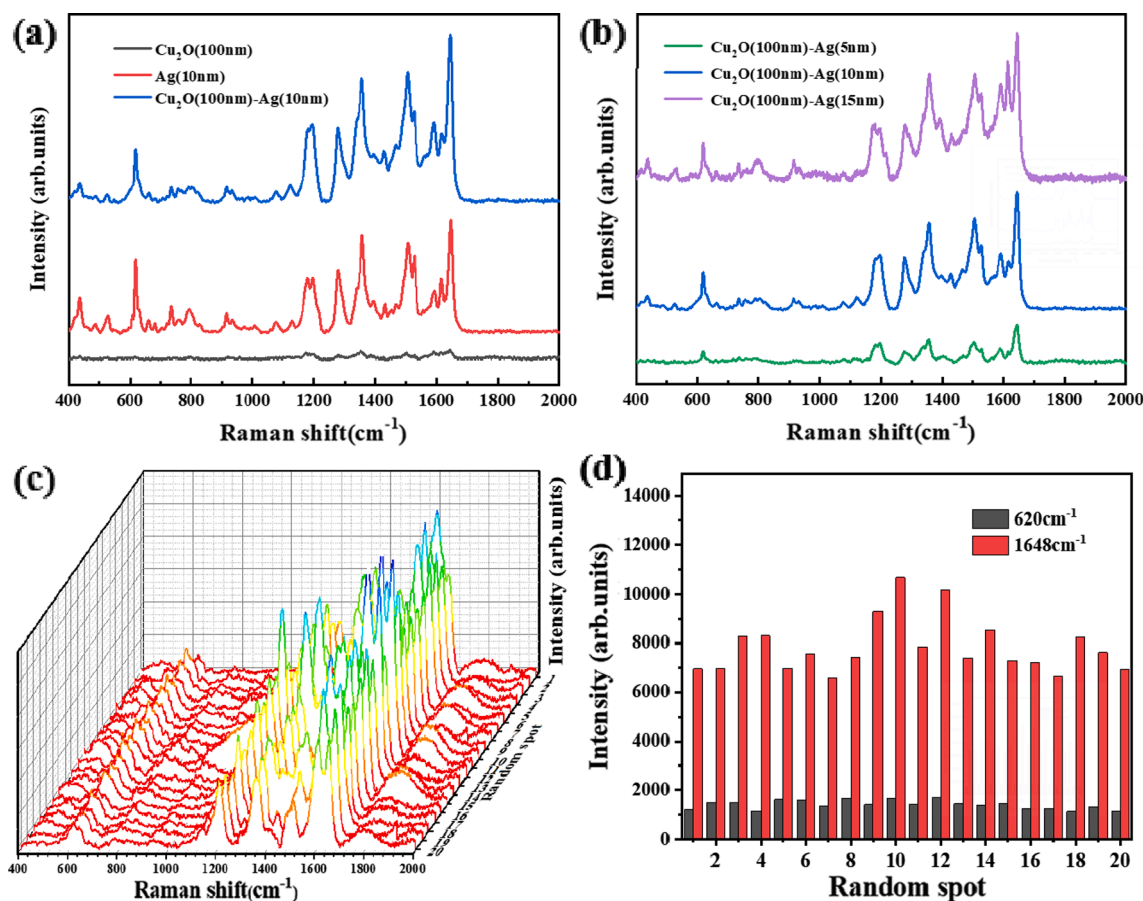 (a)
Cu₂O(100nm)
Ag(10nm)
Cu₂O(100nm)-Ag(10nm)
Intensity (arb.units)
400 600 800 1000 1200 1400 1600 1800 2000
Raman shift(cm⁻¹)
(b)
Cu₂O(100nm)-Ag(5nm)
Cu₂O(100nm)-Ag(10nm)
Cu₂O(100nm)-Ag(15nm)
Intensity (arb.units)
400 600 800 1000 1200 1400 1600 1800 2000
Raman shift(cm⁻¹)
(c)
Intensity (arb.units)
Random spot
400 600 800 1000 1200 1400 1600 1800 2000
Raman shift(cm⁻¹)
(d)
620cm⁻¹
1648cm⁻¹
14000
12000
10000
8000
6000
4000
2000
0
Intensity (arb.units)
2 4 6 8 10 12 14 16 18 20
Random spot